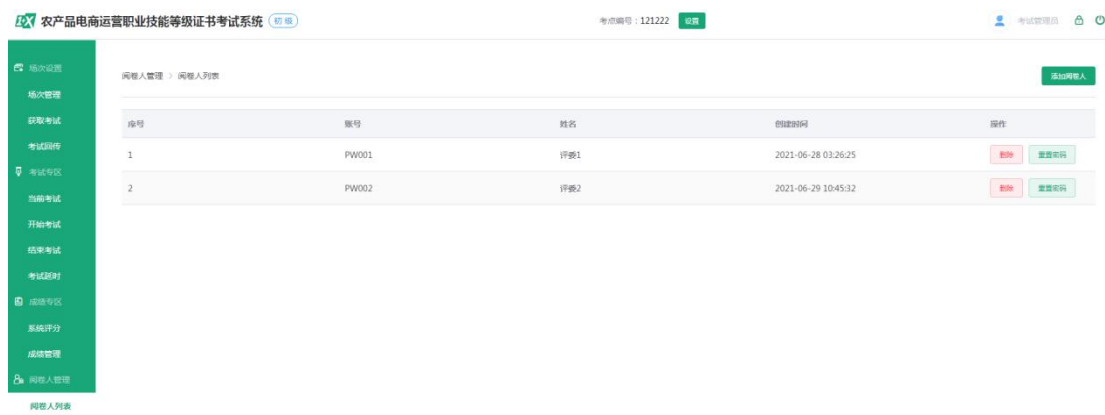 1+X 农产品电商运营职业技能等级证书考试系统 初级 考点编号：121222 设置 考试管理员
场次设置
场次管理
获取考试
考试回传
考试专区
当前考试
开始考试
结束考试
考试延时
成绩专区
系统评分
成绩管理
阅卷人管理
阅卷人列表
阅卷人管理 > 阅卷人列表 添加阅卷人
序号 账号 姓名 创建时间 操作
1 PW001 评委1 2021-06-28 03:26:25 删除 重置密码
2 PW002 评委2 2021-06-29 10:45:32 删除 重置密码